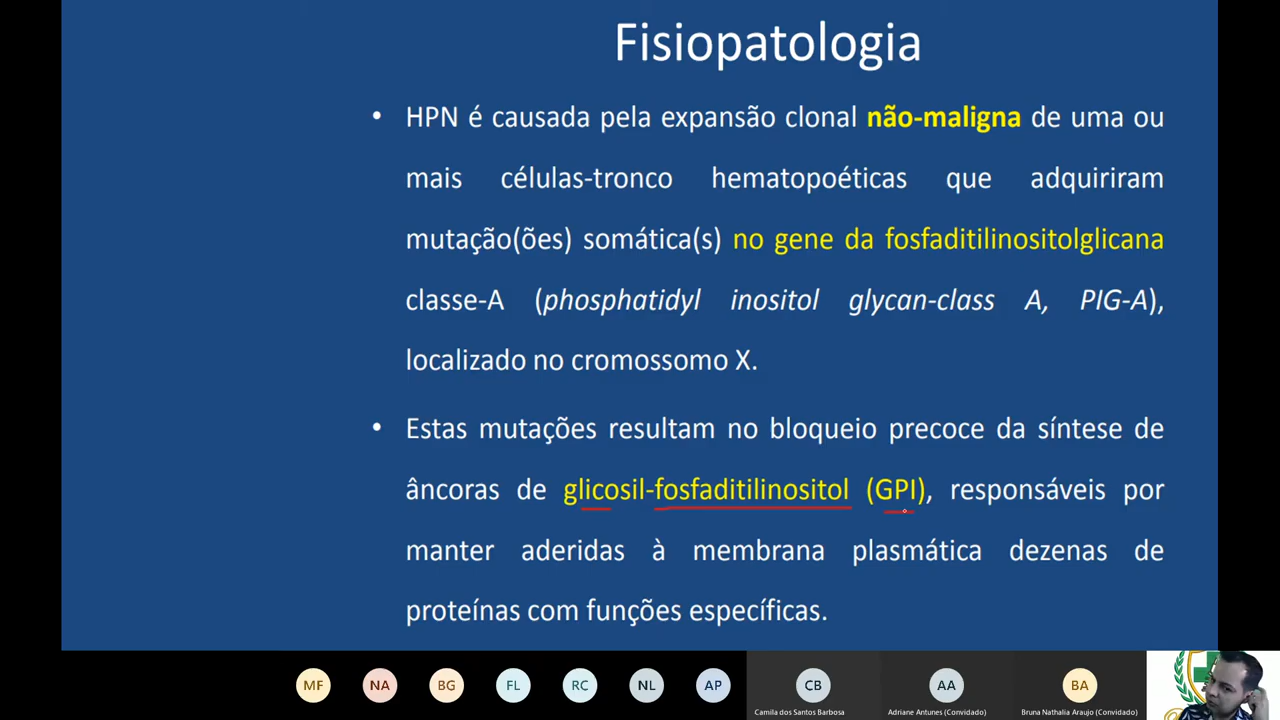 Fisiopatologia
• HPN é causada pela expansão clonal não-maligna de uma ou
mais células-tronco hematopoéticas que adquiriram
mutação(ões) somática(s) no gene da fosfaditilinositolglicana
classe-A (phosphatidyl inositol glycan-class A, PIG-A),
localizado no cromossomo X.
• Estas mutações resultam no bloqueio precoce da síntese de
âncoras de glicosil-fosfaditilinositol (GPI), responsáveis por
manter aderidas à membrana plasmática dezenas de
proteínas com funções específicas.
MF NA BG FL RC NL AP CB AA BA
Camila dos Santos Barbosa Adriane Antunes (Convidado) Bruna Nathalia Araujo (Convidado)